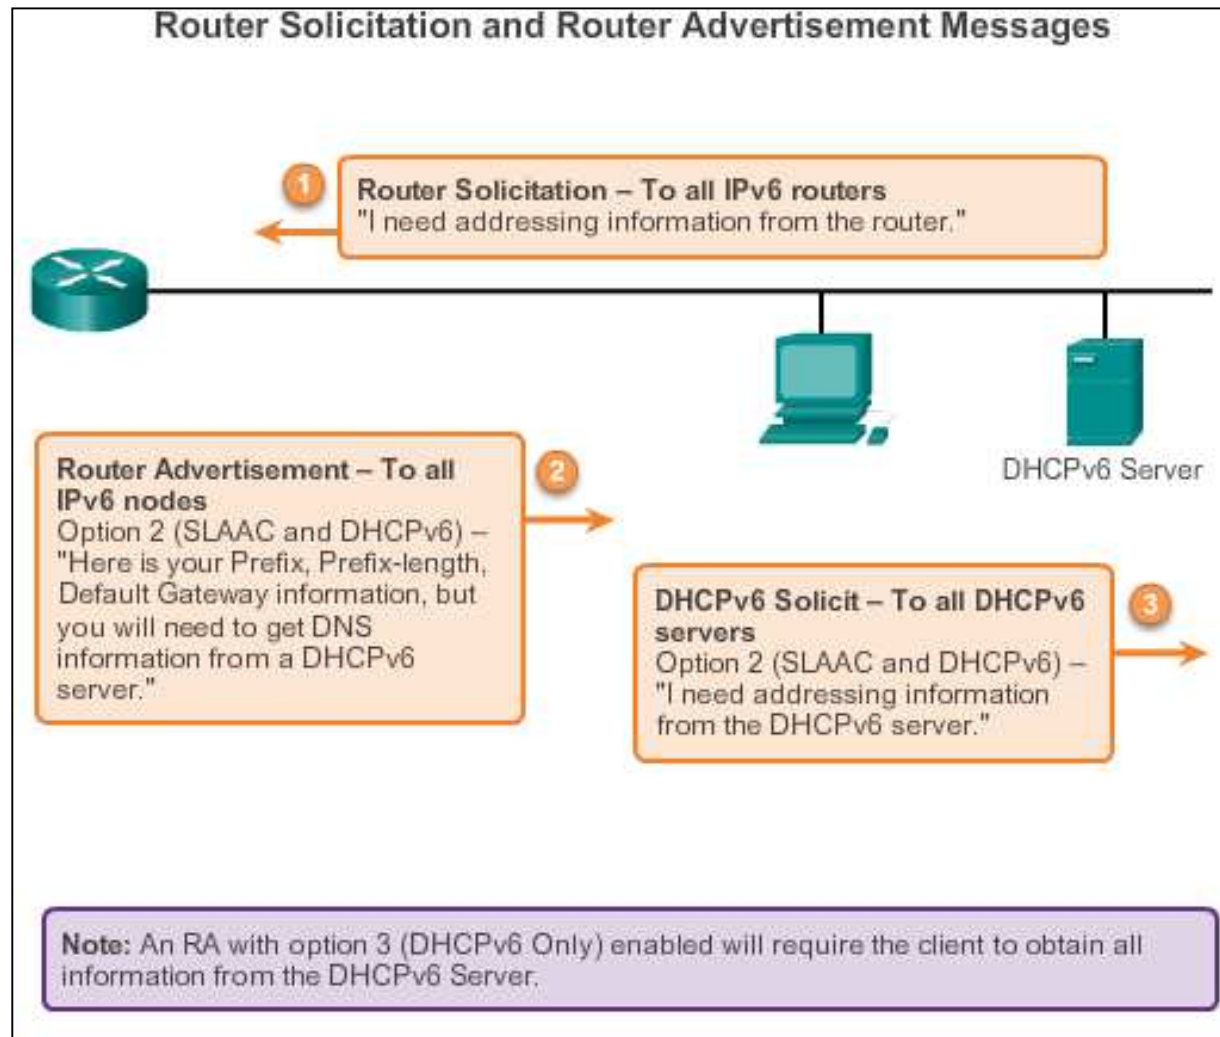 Router Solicitation and Router Advertisement Messages
1
Router Solicitation – To all IPv6 routers
"I need addressing information from the router."
DHCPv6 Server
Router Advertisement – To all
IPv6 nodes
Option 2 (SLAAC and DHCPv6) –
"Here is your Prefix, Prefix-length,
Default Gateway information, but
you will need to get DNS
information from a DHCPv6
server."
2
DHCPv6 Solicit – To all DHCPv6
servers
Option 2 (SLAAC and DHCPv6) –
"I need addressing information
from the DHCPv6 server."
3
Note: An RA with option 3 (DHCPv6 Only) enabled will require the client to obtain all
information from the DHCPv6 Server.